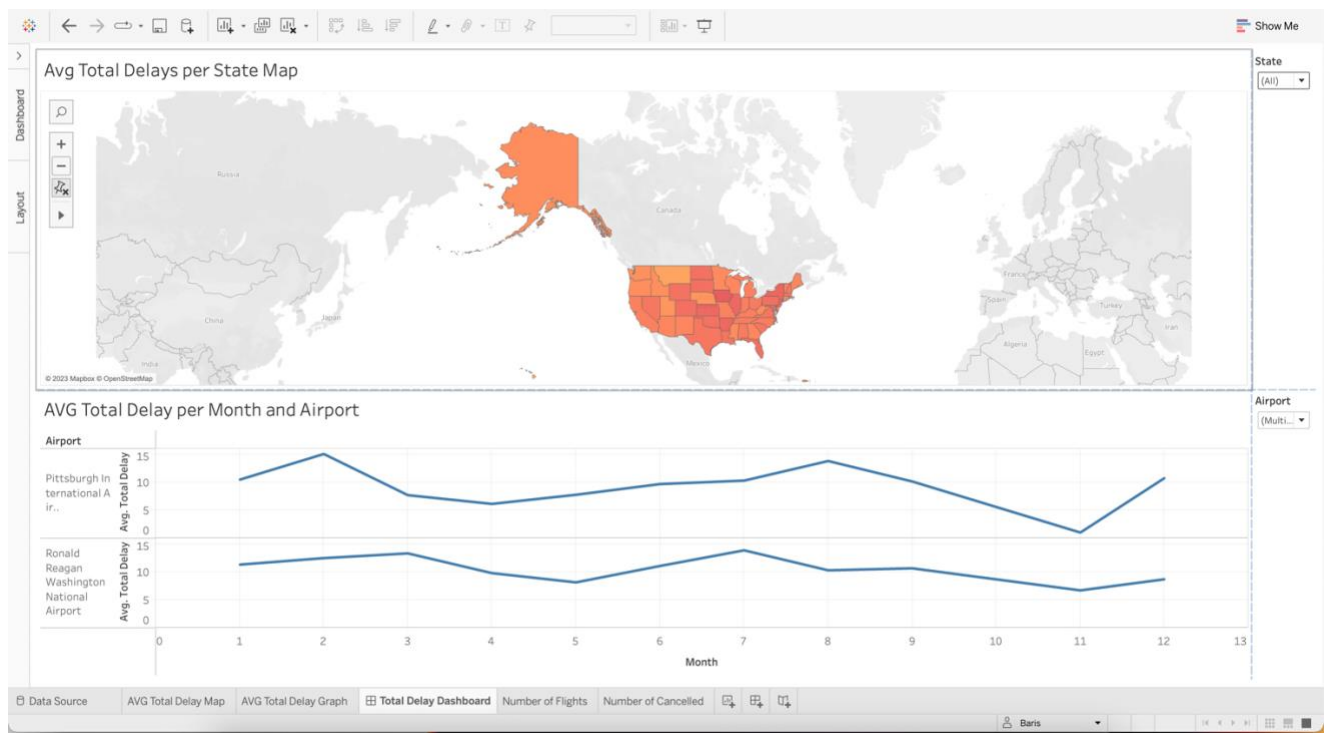 Show Me
Dashboard
Layout
Avg Total Delays per State Map
State
(All)
Russia
Canada
China
Japan
India
Mexico
France
Spain
Turkey
Iran
Algeria
Egypt
© 2023 Mapbox © OpenStreetMap
AVG Total Delay per Month and Airport
Airport
(Multi...
Airport
Pittsburgh In
ternational A
ir..
Avg. Total Delay
15
10
5
0
Ronald
Reagan
Washington
National
Airport
Avg. Total Delay
15
10
5
0
0 1 2 3 4 5 6 7 8 9 10 11 12 13
Month
Data Source AVG Total Delay Map AVG Total Delay Graph Total Delay Dashboard Number of Flights Number of Cancelled
Baris